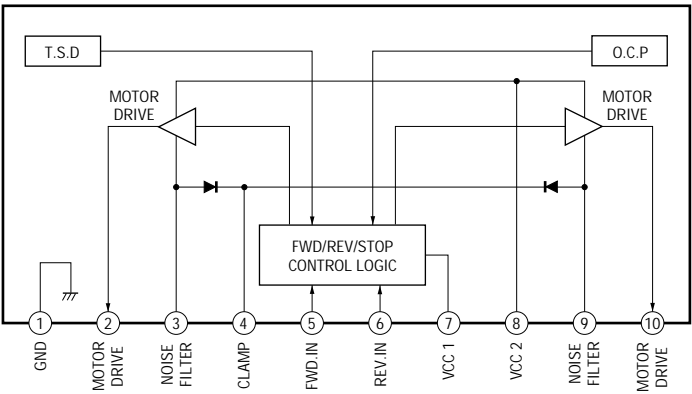 T.S.D
O.C.P
MOTOR
DRIVE
MOTOR
DRIVE
FWD/REV/STOP
CONTROL LOGIC
1
2
3
4
5
6
7
8
9
10
GND
MOTOR
DRIVE
NOISE
FILTER
CLAMP
FWD.IN
REV.IN
VCC 1
VCC 2
NOISE
FILTER
MOTOR
DRIVE